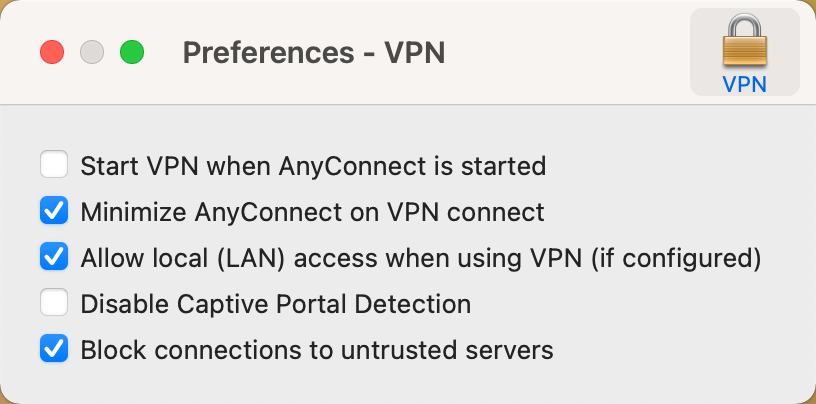 Preferences - VPN
VPN
Start VPN when AnyConnect is started
Minimize AnyConnect on VPN connect
Allow local (LAN) access when using VPN (if configured)
Disable Captive Portal Detection
Block connections to untrusted servers